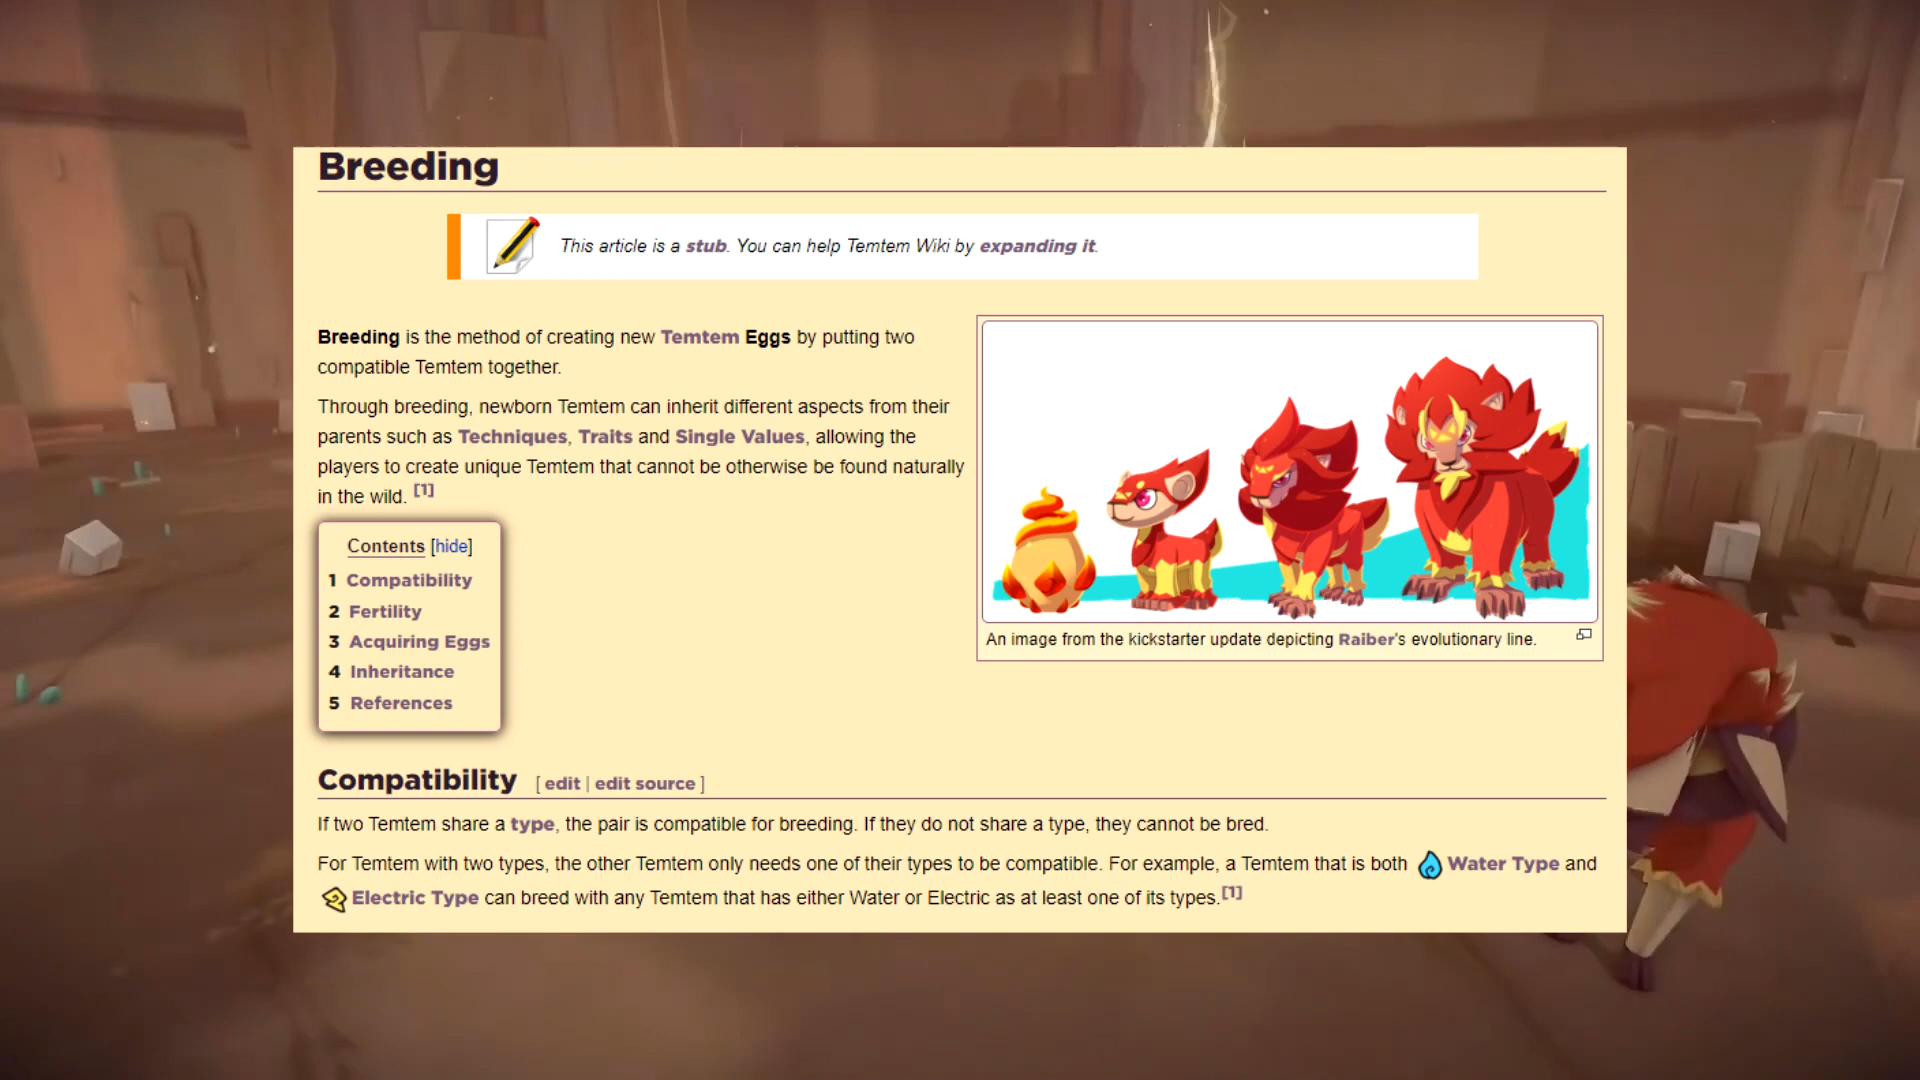 Breeding
This article is a stub. You can help Temtem Wiki by expanding it.
Breeding is the method of creating new Temtem Eggs by putting two
compatible Temtem together.
Through breeding, newborn Temtem can inherit different aspects from their
parents such as Techniques, Traits and Single Values, allowing the
players to create unique Temtem that cannot be otherwise be found naturally
in the wild. [1]
An image from the kickstarter update depicting Raiber's evolutionary line.
Contents [hide]
1 Compatibility
2 Fertility
3 Acquiring Eggs
4 Inheritance
5 References
Compatibility [ edit | edit source ]
If two Temtem share a type, the pair is compatible for breeding. If they do not share a type, they cannot be bred.
For Temtem with two types, the other Temtem only needs one of their types to be compatible. For example, a Temtem that is both Water Type and
Electric Type can breed with any Temtem that has either Water or Electric as at least one of its types.[1]